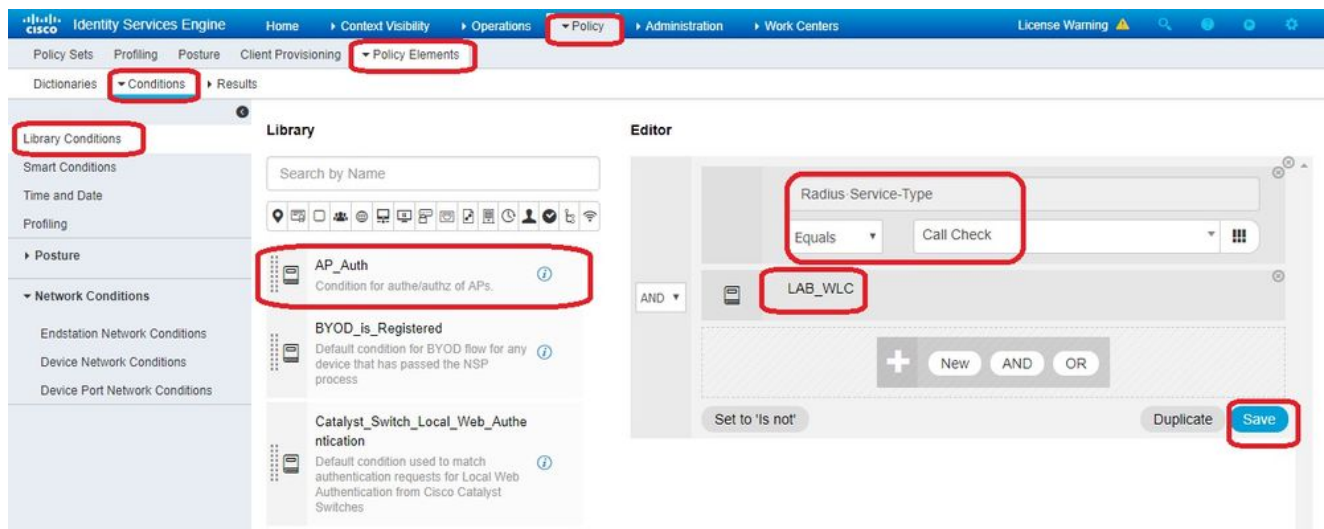 CISCO Identity Services Engine Home Context Visibility Operations Policy Administration Work Centers License Warning
Policy Sets Profiling Posture Client Provisioning Policy Elements
Dictionaries Conditions Results
Library Conditions
Smart Conditions
Time and Date
Profiling
Posture
Network Conditions
Endstation Network Conditions
Device Network Conditions
Device Port Network Conditions
Library
Search by Name
AP_Auth
Condition for authe/authz of APs.
BYOD_is_Registered
Default condition for BYOD flow for any
device that has passed the NSP
process
Catalyst_Switch_Local_Web_Authe
ntication
Default condition used to match
authentication requests for Local Web
Authentication from Cisco Catalyst
Switches
Editor
Radius·Service-Type
Equals Call Check
AND
LAB_WLC
New AND OR
Set to 'Is not' Duplicate Save